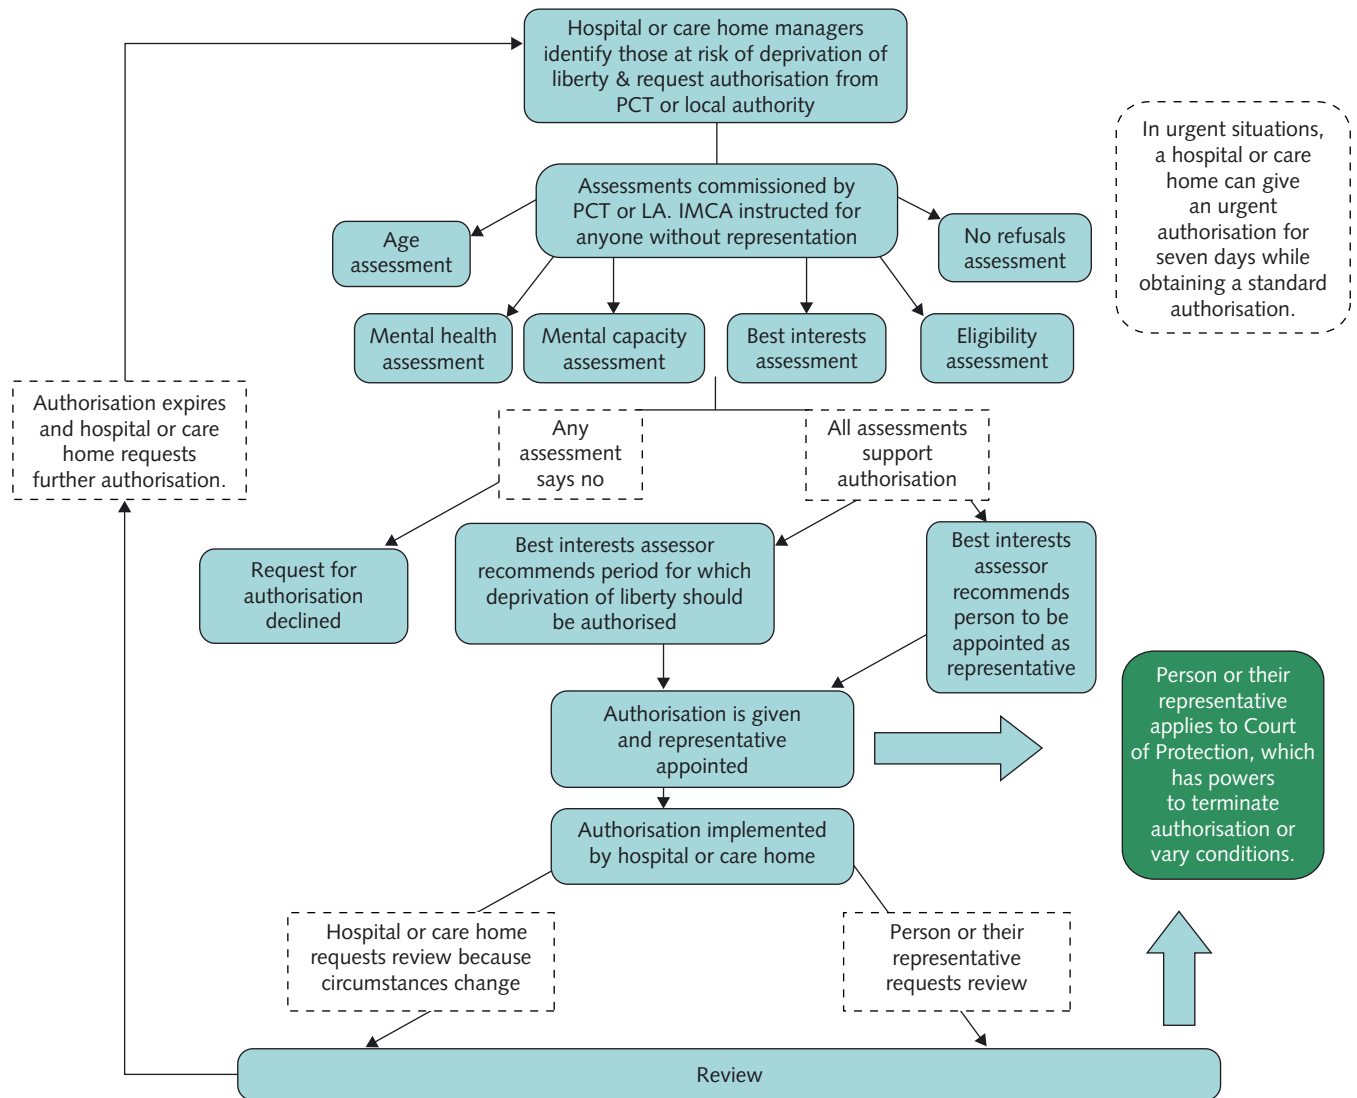 Hospital or care home managers
identify those at risk of deprivation of
liberty & request authorisation from
PCT or local authority
In urgent situations,
a hospital or care
home can give
an urgent
authorisation for
seven days while
obtaining a standard
authorisation.
Assessments commissioned by
PCT or LA. IMCA instructed for
anyone without representation
Age
assessment
No refusals
assessment
Mental health
assessment
Mental capacity
assessment
Best interests
assessment
Eligibility
assessment
Authorisation expires
and hospital or care
home requests
further authorisation.
Any
assessment
says no
All assessments
support
authorisation
Request for
authorisation
declined
Best interests assessor
recommends period for which
deprivation of liberty should
be authorised
Best interests
assessor
recommends
person to be
appointed as
representative
Person or their
representative
applies to Court
of Protection, which
has powers
to terminate
authorisation or
vary conditions.
Authorisation is given
and representative
appointed
Authorisation implemented
by hospital or care home
Hospital or care home
requests review because
circumstances change
Person or their
representative
requests review
Review